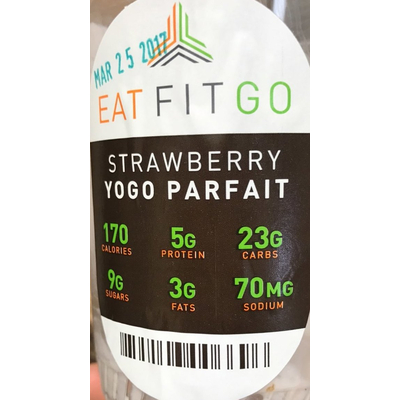 MAR 25 2017
EAT FIT GO
STRAWBERRY
YOGO PARFAIT
170 5G 23G
CALORIES PROTEIN CARBS
9G 3G 70MG
SUGARS FATS SODIUM